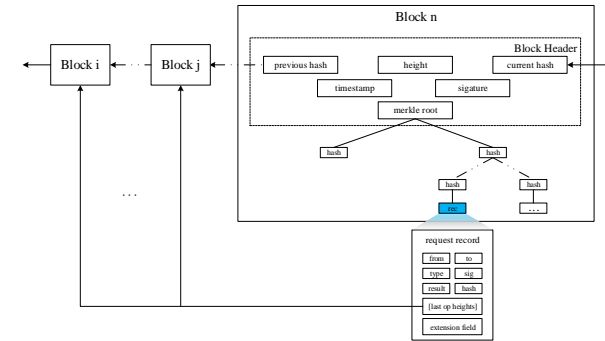 Block n
Block Header
Block i
Block j
previous hash
height
current hash
timestamp
sigature
merkle root
hash
hash
hash
hash
rec
...
...
request record
from
to
type
sig
result
hash
[last op heights]
extension field